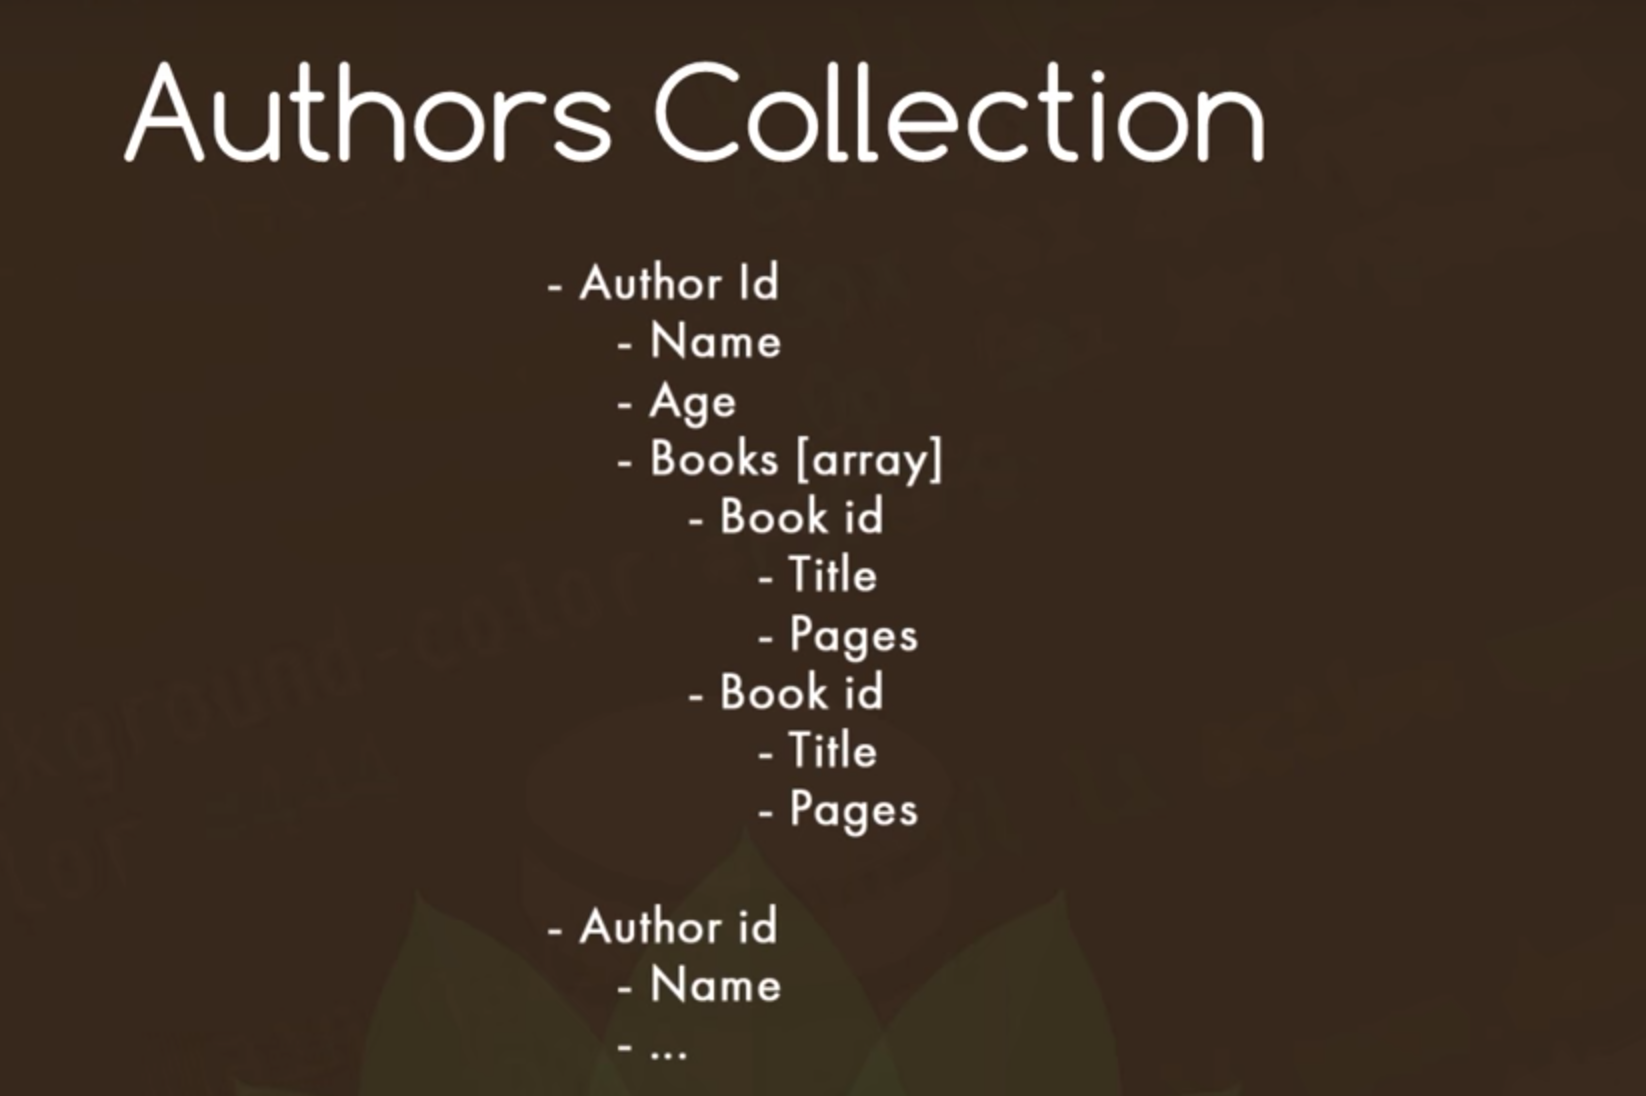 Authors Collection
- Author Id
- Name
- Age
- Books [array]
- Book id
- Title
- Pages
- Book id
- Title
- Pages
- Author id
- Name
- ...